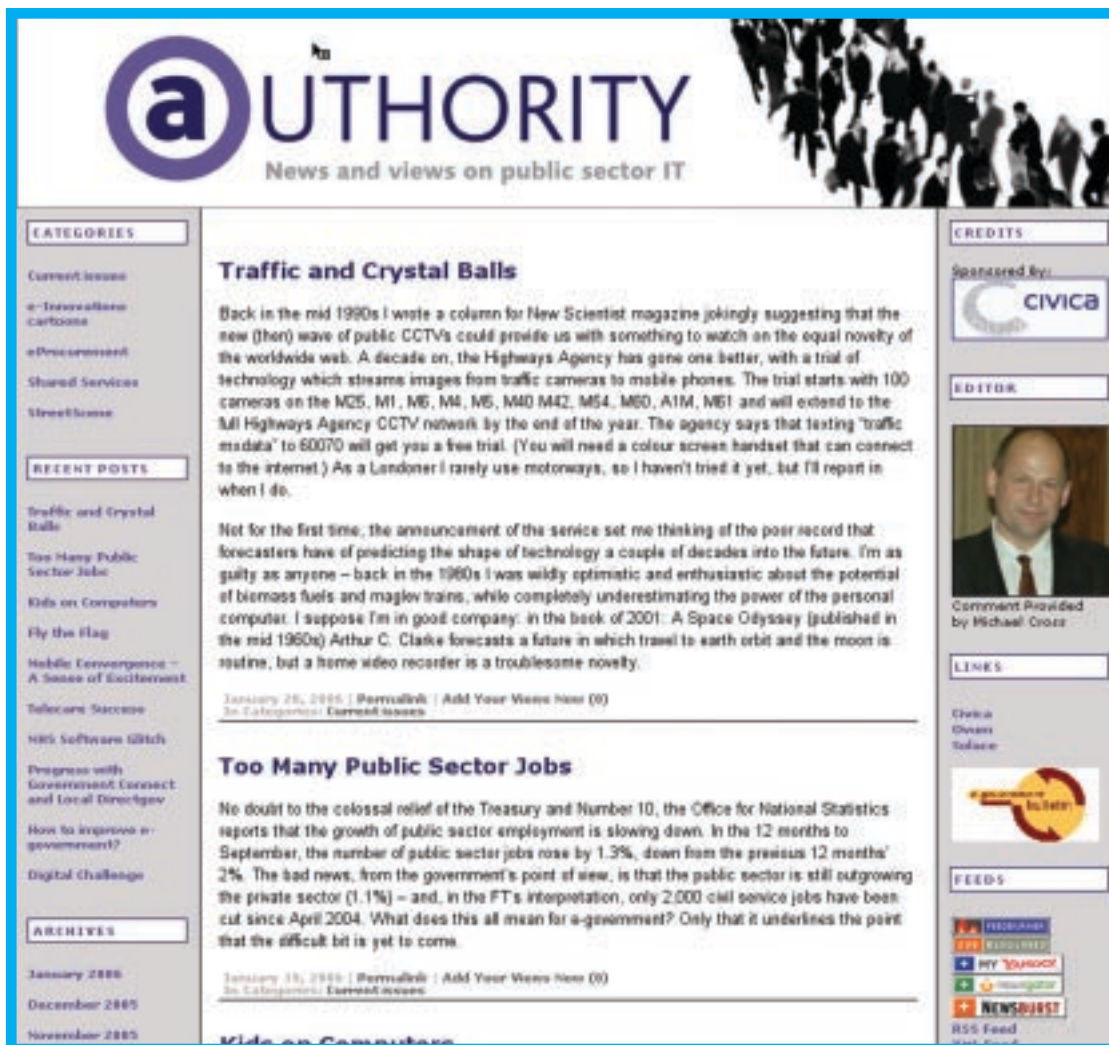 aUTHORITY
News and views on public sector IT
CATEGORIES
Current issues
e-Innovations
cartoons
eProcurement
Shared Services
StreetScene
RECENT POSTS
Traffic and Crystal
Balls
Too Many Public
Sector Jobs
Kids on Computers
Fly the Flag
Mobile Convergence –
A Sense of Excitement
Telecare Success
NHS Software Glitch
Progress with
Government Connect
and Local Directgov
How to improve e-
government?
Digital Challenge
ARCHIVES
January 2006
December 2005
November 2005
Traffic and Crystal Balls
Back in the mid 1990s I wrote a column for New Scientist magazine jokingly suggesting that the
new (then) wave of public CCTVs could provide us with something to watch on the equal novelty of
the worldwide web. A decade on, the Highways Agency has gone one better, with a trial of
technology which streams images from traffic cameras to mobile phones. The trial starts with 100
cameras on the M25, M1, M6, M4, M5, M40 M42, M54, M60, A1M, M61 and will extend to the
full Highways Agency CCTV network by the end of the year. The agency says that texting "traffic
mxdata" to 60070 will get you a free trial. (You will need a colour screen handset that can connect
to the internet.) As a Londoner I rarely use motorways, so I haven't tried it yet, but I'll report in
when I do.
Not for the first time, the announcement of the service set me thinking of the poor record that
forecasters have of predicting the shape of technology a couple of decades into the future. I'm as
guilty as anyone – back in the 1980s I was wildly optimistic and enthusiastic about the potential
of biomass fuels and maglev trains, while completely underestimating the power of the personal
computer. I suppose I'm in good company: in the book of 2001: A Space Odyssey (published in
the mid 1960s) Arthur C. Clarke forecasts a future in which travel to earth orbit and the moon is
routine, but a home video recorder is a troublesome novelty.
January 2006 | Permalink | Add Your Views Now (0)
In Categories: Current issues
Too Many Public Sector Jobs
No doubt to the colossal relief of the Treasury and Number 10, the Office for National Statistics
reports that the growth of public sector employment is slowing down. In the 12 months to
September, the number of public sector jobs rose by 1.3%, down from the previous 12 months'
2%. The bad news, from the government's point of view, is that the public sector is still outgrowing
the private sector (1.1%) – and, in the FT's interpretation, only 2,000 civil service jobs have been
cut since April 2004. What does this all mean for e-government? Only that it underlines the point
that the difficult bit is yet to come.
January 2006 | Permalink | Add Your Views Now (0)
In Categories: Current issues
Kids on Computers
CREDITS
Sponsored By:
CIVICA
EDITOR
Comment Provided
by Michael Cross
LINKS
Civica
Ovum
Solace
bulletin
FEEDS
FEEDBURNER
BLOGLINES
MY YAHOO!
newsgator
NEWSBURST
RSS Feed